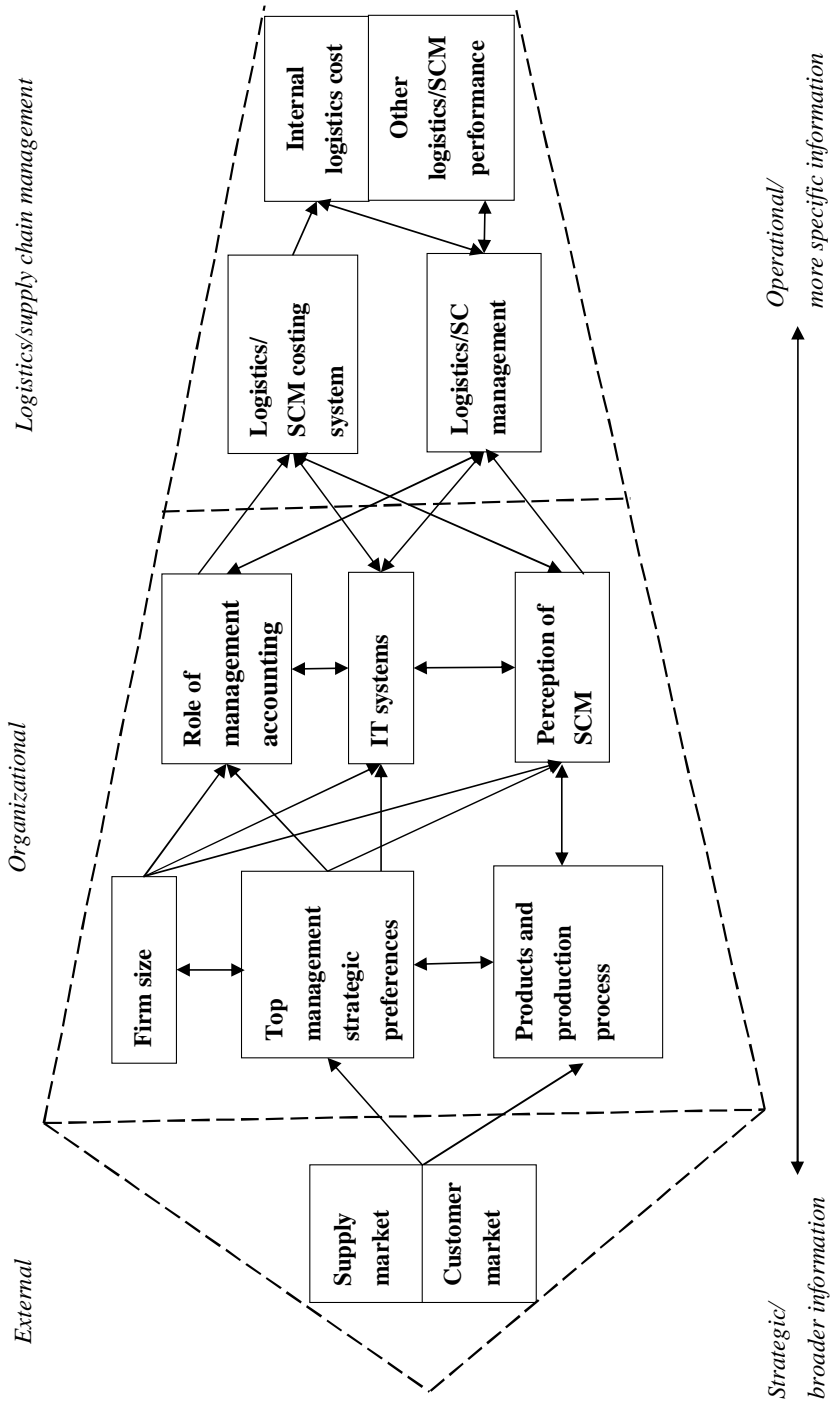 External
Organizational
Logistics/supply chain management
Supply
market
Customer
market
Firm size
Top
management
strategic
preferences
Products and
production
process
Role of
management
accounting
IT systems
Perception of
SCM
Logistics/
SCM costing
system
Logistics/SC
management
Internal
logistics cost
Other
logistics/SCM
performance
Strategic/
broader information
Operational/
more specific information